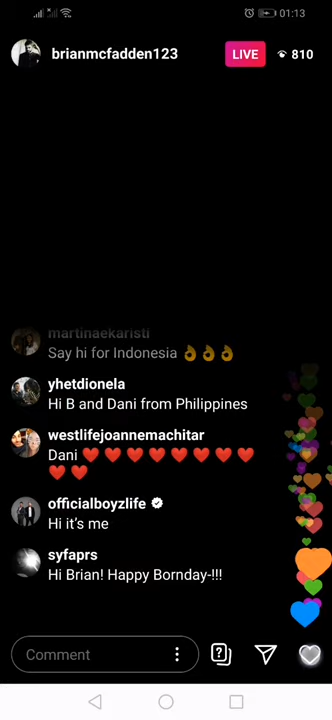 01:13
brianmcfadden123
LIVE
810
martinaekaristi
Say hi for Indonesia 👌👌👌
yhetdionela
Hi B and Dani from Philippines
westlifejoannemachitar
Dani ❤️❤️❤️❤️❤️❤️❤️❤️
❤️❤️
officialboyzlife
Hi it’s me
syfaprs
Hi Brian! Happy Bornday-!!!
Comment